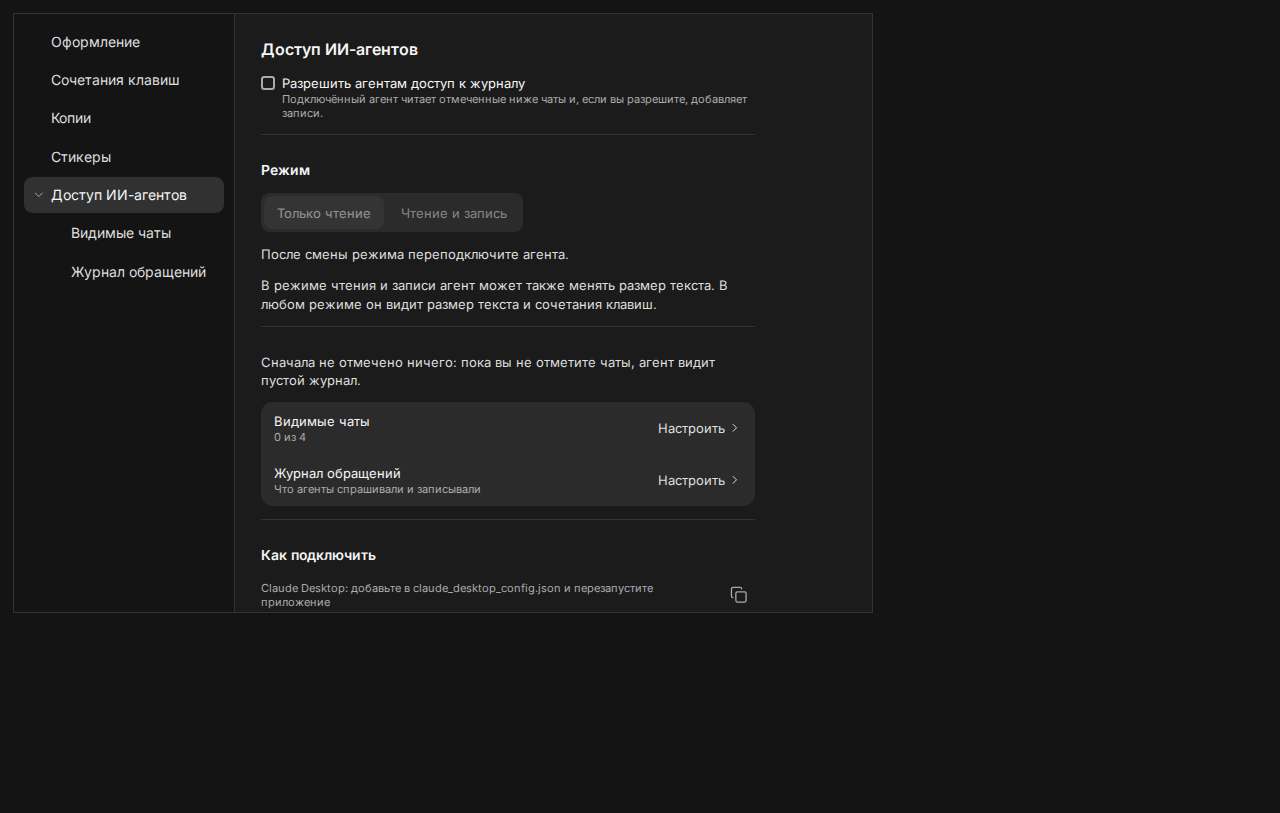 Оформление
Сочетания клавиш
Копии
Стикеры
Доступ ИИ-агентов
Видимые чаты
Журнал обращений
Доступ ИИ-агентов
Разрешить агентам доступ к журналу
Подключённый агент читает отмеченные ниже чаты и, если вы разрешите, добавляет
записи.
Режим
Только чтение
Чтение и запись
После смены режима переподключите агента.
В режиме чтения и записи агент может также менять размер текста. В
любом режиме он видит размер текста и сочетания клавиш.
Сначала не отмечено ничего: пока вы не отметите чаты, агент видит
пустой журнал.
Видимые чаты
0 из 4
Настроить
Журнал обращений
Что агенты спрашивали и записывали
Настроить
Как подключить
Claude Desktop: добавьте в claude_desktop_config.json и перезапустите
приложение